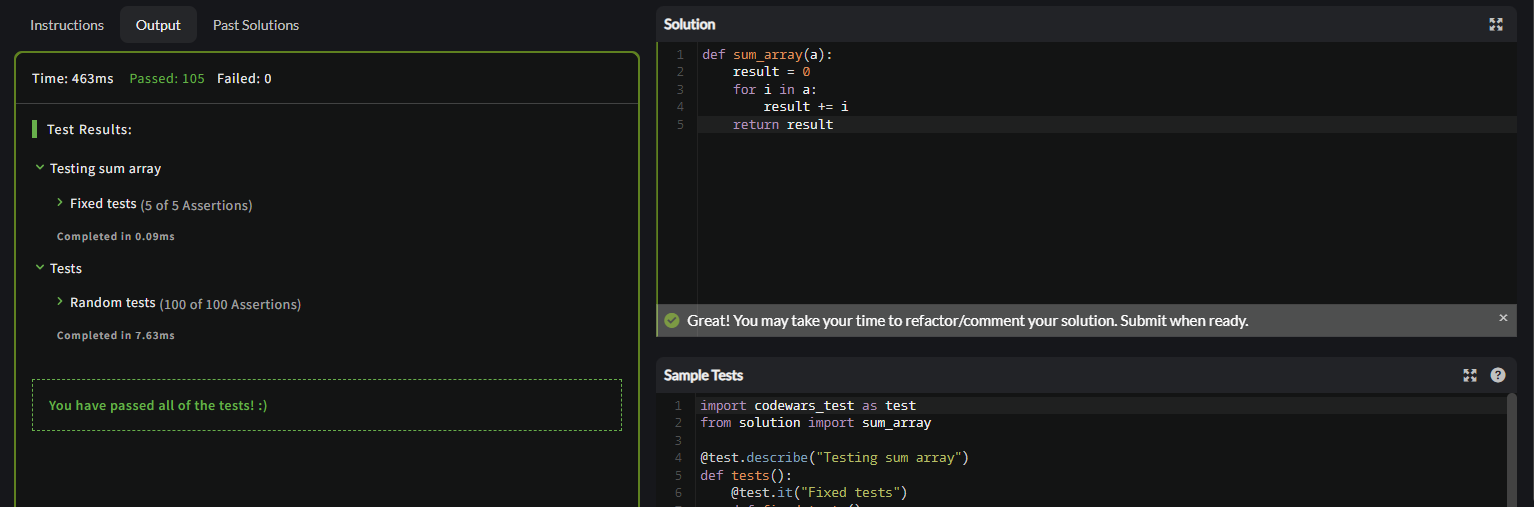 Instructions Output Past Solutions
Time: 463ms Passed: 105 Failed: 0
Test Results:
Testing sum array
Fixed tests (5 of 5 Assertions)
Completed in 0.09ms
Tests
Random tests (100 of 100 Assertions)
Completed in 7.63ms
You have passed all of the tests! :)
Solution
1 def sum_array(a):
2     result = 0
3     for i in a:
4         result += i
5     return result
Great! You may take your time to refactor/comment your solution. Submit when ready.
Sample Tests
1 import codewars_test as test
2 from solution import sum_array
3
4 @test.describe("Testing sum array")
5 def tests():
6     @test.it("Fixed tests")